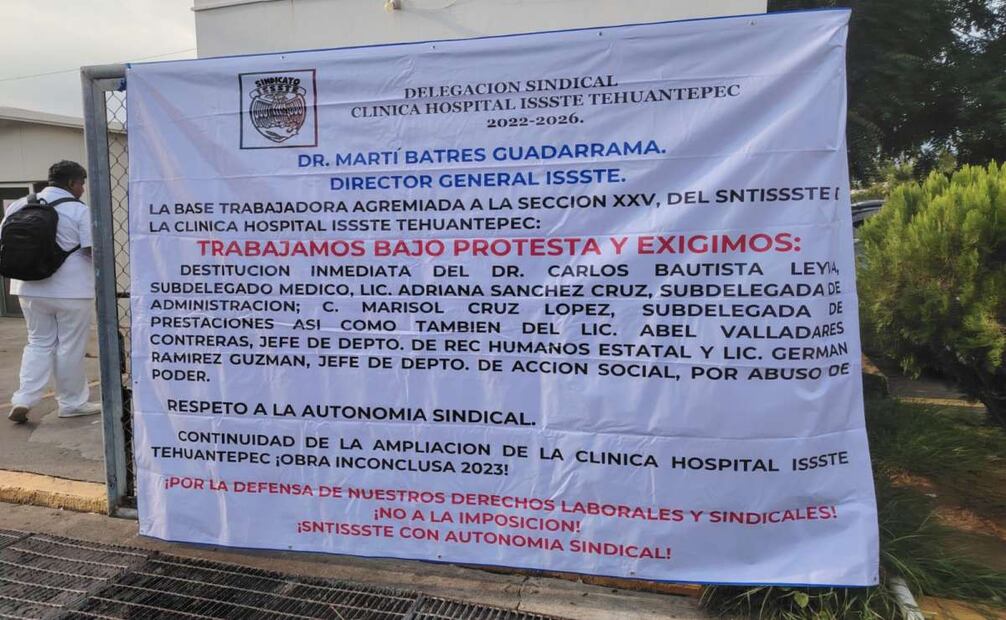 SINDICATO
ISSSTE
DELEGACION SINDICAL
CLINICA HOSPITAL ISSSTE TEHUANTEPEC
2022-2026.
DR. MARTÍ BATRES GUADARRAMA.
DIRECTOR GENERAL ISSSTE.
LA BASE TRABAJADORA AGREMIADA A LA SECCION XXV, DEL SNTISSSTE
LA CLINICA HOSPITAL ISSSTE TEHUANTEPEC:
TRABAJAMOS BAJO PROTESTA Y EXIGIMOS:
DESTITUCION INMEDIATA DEL DR. CARLOS BAUTISTA LEYVA,
SUBDELEGADO MEDICO, LIC. ADRIANA SANCHEZ CRUZ, SUBDELEGADA DE
ADMINISTRACION; C. MARISOL CRUZ LOPEZ, SUBDELEGADA DE
PRESTACIONES ASI COMO TAMBIEN DEL LIC. ABEL VALLADARES
CONTRERAS, JEFE DE DEPTO. DE REC HUMANOS ESTATAL Y LIC. GERMAN
RAMIREZ GUZMAN, JEFE DE DEPTO. DE ACCION SOCIAL, POR ABUSO DE
PODER.
RESPETO A LA AUTONOMIA SINDICAL.
CONTINUIDAD DE LA AMPLIACION DE LA CLINICA HOSPITAL ISSSTE
TEHUANTEPEC ¡OBRA INCONCLUSA 2023!
¡POR LA DEFENSA DE NUESTROS DERECHOS LABORALES Y SINDICALES!
¡NO A LA IMPOSICION!
¡SNTISSSTE CON AUTONOMIA SINDICAL!